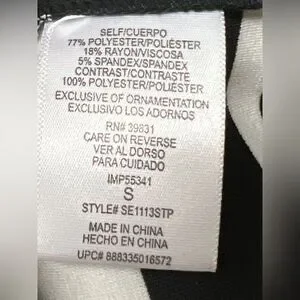 SELF/CUERPO
77% POLYESTER/POLIÉSTER
18% RAYON/VISCOSA
5% SPANDEX/SPANDEX
CONTRAST/CONTRASTE
100% POLYESTER/POLIÉSTER
EXCLUSIVE OF ORNAMENTATION
EXCLUSIVO LOS ADORNOS
RN# 39831
CARE ON REVERSE
VER AL DORSO
PARA CUIDADO
IMP55341
S
STYLE# SE1113STP
MADE IN CHINA
HECHO EN CHINA
UPC# 888335016572